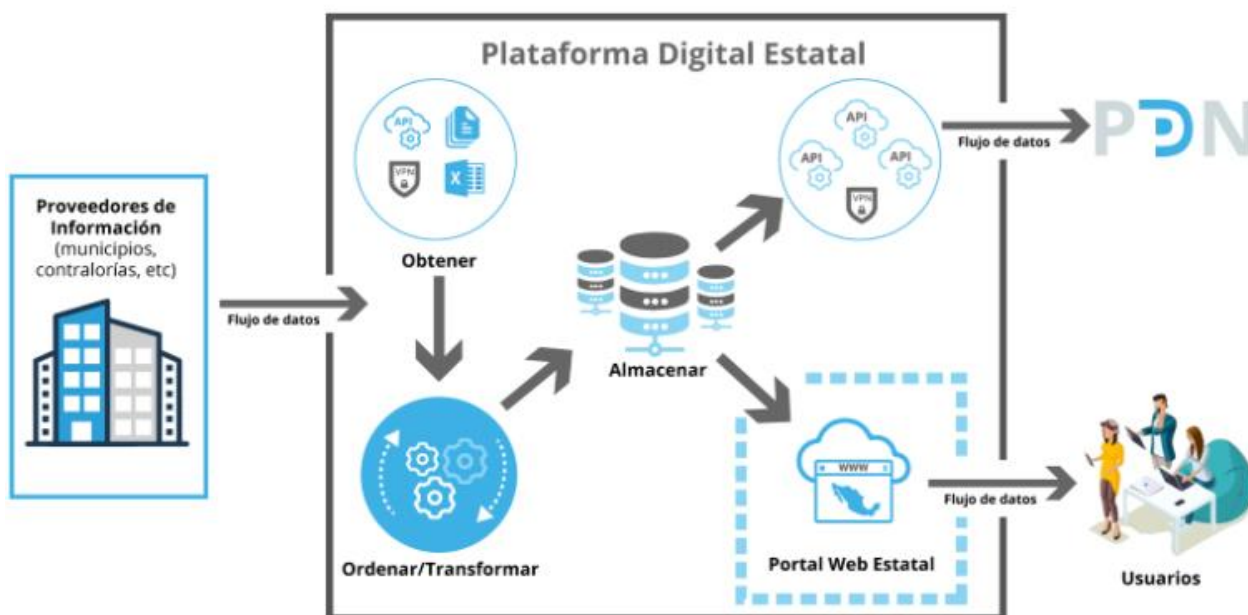 Plataforma Digital Estatal
Proveedores de
Información
(municipios,
contralorías, etc)
Flujo de datos
API
VPN
X
Obtener
Ordenar/Transformar
Almacenar
API
API
API
VPN
Flujo de datos
PDN
WWW
Portal Web Estatal
Flujo de datos
Usuarios